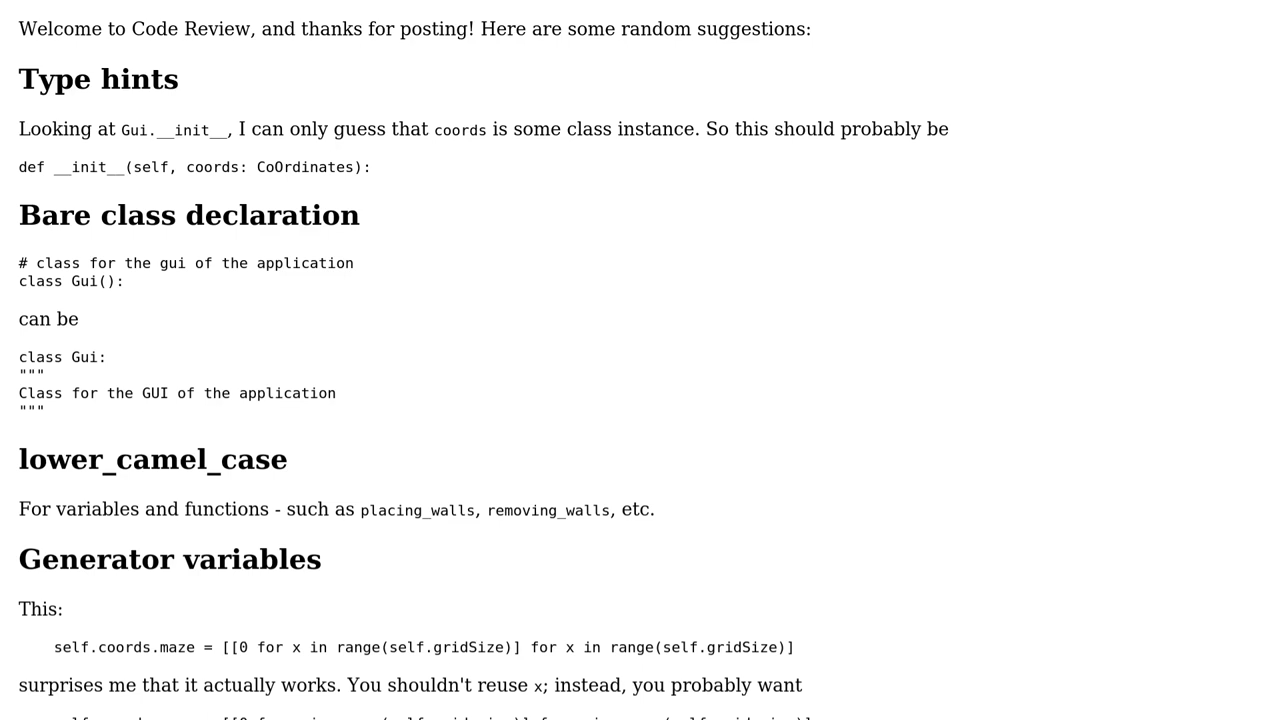 Welcome to Code Review, and thanks for posting! Here are some random suggestions:
Type hints
Looking at Gui.__init__, I can only guess that coords is some class instance. So this should probably be
def __init__(self, coords: CoOrdinates):
Bare class declaration
# class for the gui of the application
class Gui():
can be
class Gui:
"""
Class for the GUI of the application
"""
lower_camel_case
For variables and functions - such as placing_walls, removing_walls, etc.
Generator variables
This:
self.coords.maze = [[0 for x in range(self.gridSize)] for x in range(self.gridSize)]
surprises me that it actually works. You shouldn't reuse x; instead, you probably want